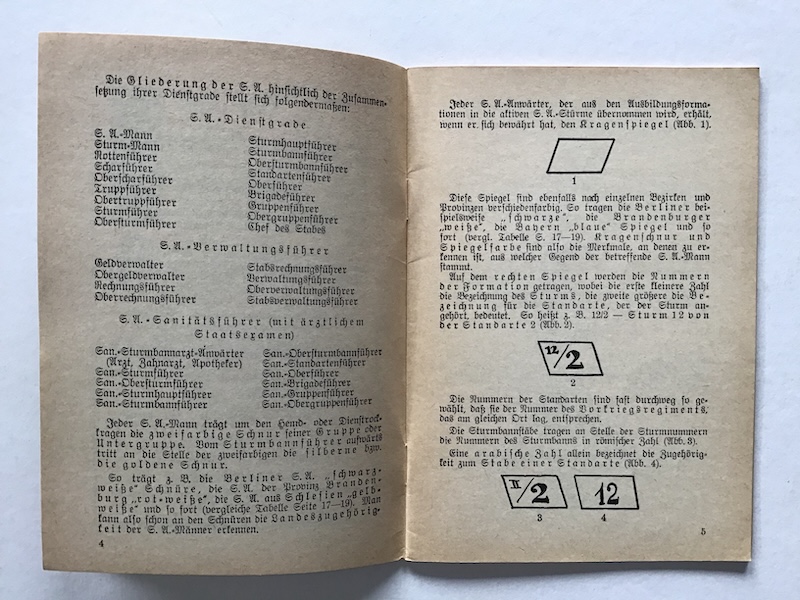 Die Gliederung der S. A. hinsichtlich der Zusammen-
setzung ihrer Dienstgrade stellt sich folgendermaßen:
S. A.-Dienstgrade
S. A.-Mann
Sturm-Mann
Rottenführer
Scharführer
Oberscharführer
Truppführer
Obertruppführer
Sturmführer
Obersturmführer
Sturmhauptführer
Sturmbannführer
Obersturmbannführer
Standartenführer
Oberführer
Brigadeführer
Gruppenführer
Obergruppenführer
Chef des Stabes
S. A.-Verwaltungsführer
Geldverwalter
Obergeldverwalter
Rechnungsführer
Oberrechnungsführer
Stabsrechnungsführer
Verwaltungsführer
Oberverwaltungsführer
Stabsverwaltungsführer
S. A.-Sanitätsführer (mit ärztlichem
Staatsexamen)
San.-Sturmbannarzt-Anwärter
(Arzt, Zahnarzt, Apotheker)
San.-Sturmführer
San.-Obersturmführer
San.-Sturmhauptführer
San.-Sturmbannführer
San.-Obersturmbannführer
San.-Standartenführer
San.-Oberführer
San.-Brigadeführer
San.-Gruppenführer
San.-Obergruppenführer
Jeder S. A.-Mann trägt um den Hemd- oder Dienstrock-
kragen die zweifarbige Schnur seiner Gruppe oder
Untergruppe. Vom Sturmbannführer aufwärts
tritt an die Stelle der zweifarbigen die silberne bzw.
die goldene Schnur.
So trägt z. B. die Berliner S. A. „schwarz-
weiße“ Schnüre, die S. A. der Provinz Branden-
burg „rot-weiße“, die S. A. aus Schlesien „gelb-
weiße“ und so fort (vergleiche Tabelle Seite 17—19). Man
kann also schon an den Schnüren die Landeszugehörig-
keit der S. A.-Männer erkennen.
4
Jeder S. A.-Anwärter, der aus den Ausbildungsforma-
tionen in die aktiven S. A.-Stürme übernommen wird, erhält,
wenn er sich bewährt hat, den Kragenspiegel (Abb. 1).
1
Diese Spiegel sind ebenfalls nach einzelnen Bezirken und
Provinzen verschiedenfarbig. So tragen die Berliner bei-
spielsweise „schwarze“, die Brandenburger
„weiße“, die Bayern „blaue“ Spiegel und so
fort (vergl. Tabelle S. 17—19). Kragenschnur und
Spiegelfarbe sind also die Merkmale, an denen zu er-
kennen ist, aus welcher Gegend der betreffende S. A.-Mann
stammt.
Auf dem rechten Spiegel werden die Nummern
der Formation getragen, wobei die erste kleinere Zahl
die Bezeichnung des Sturms, die zweite größere die Be-
zeichnung für die Standarte, der der Sturm an-
gehört, bedeutet. So heißt z. B. 12/2 — Sturm 12 von
der Standarte 2 (Abb. 2).
12/2
2
Die Nummern der Standarten sind fast durchweg so ge-
wählt, daß sie der Nummer des Vorkriegsregiments,
das am gleichen Ort lag, entsprechen.
Die Sturmbannstäbe tragen an Stelle der Sturmnummern
die Nummern des Sturmbanns in römischer Zahl (Abb. 3).
Eine arabische Zahl allein bezeichnet die Zugehörig-
keit zum Stabe einer Standarte (Abb. 4).
II/2
12
3
4
5